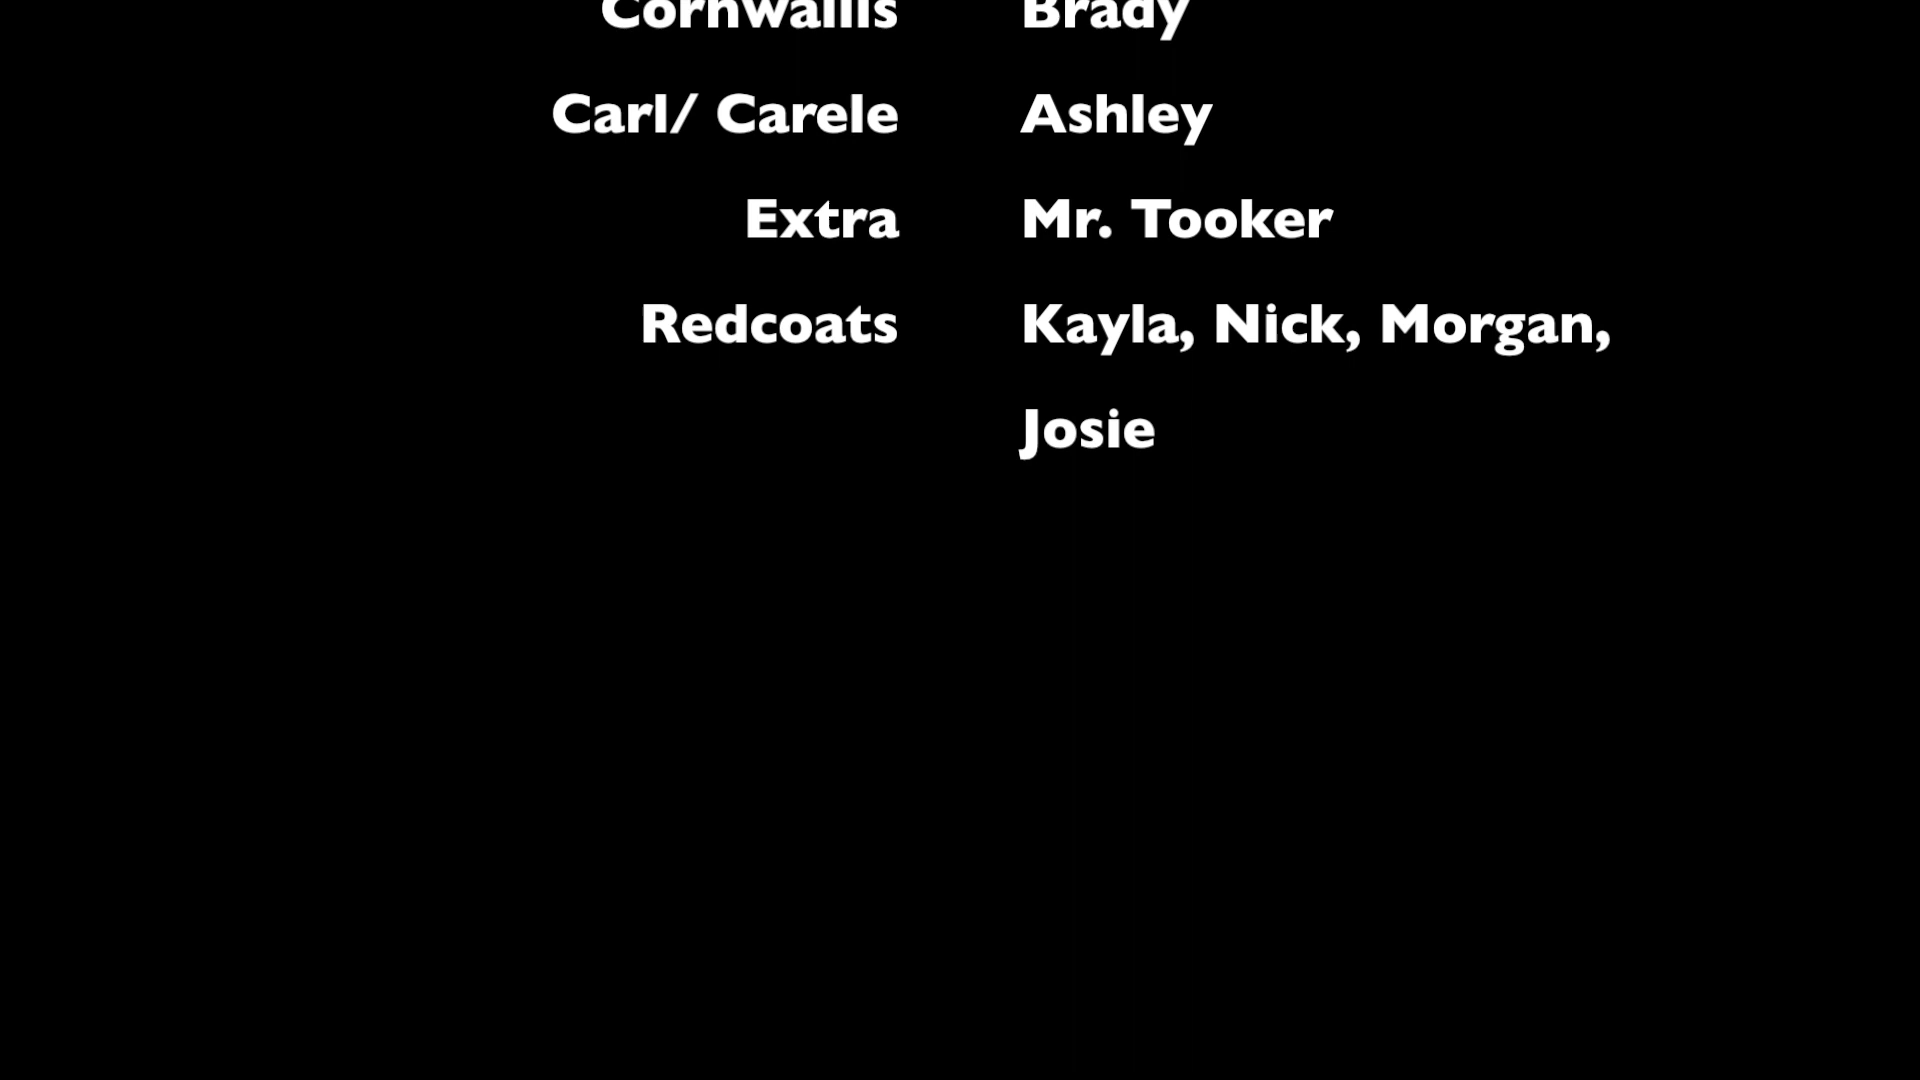 Cornwallis Brady
Carl/ Carele Ashley
Extra Mr. Tooker
Redcoats Kayla, Nick, Morgan,
Josie